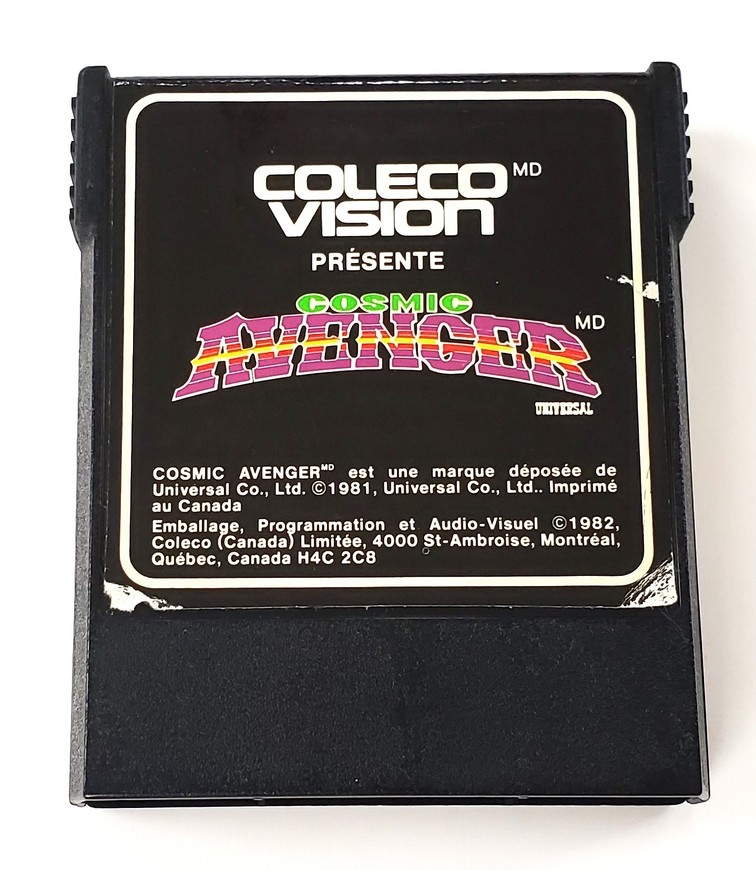 COLECO MD
VISION
PRÉSENTE
COSMIC
AVENGER MD
UNIVERSAL
COSMIC AVENGERMD est une marque déposée de
Universal Co., Ltd. ©1981, Universal Co., Ltd.. Imprimé
au Canada
Emballage, Programmation et Audio-Visuel ©1982,
Coleco (Canada) Limitée, 4000 St-Ambroise, Montréal,
Québec, Canada H4C 2C8